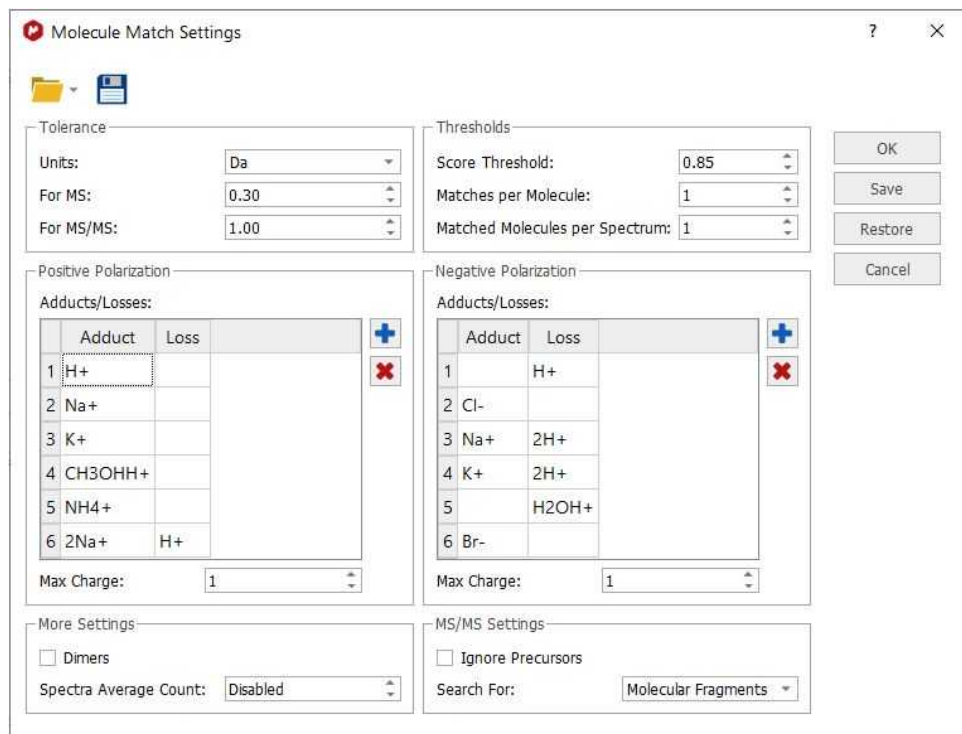 Molecule Match Settings
?
Tolerance
Units: Da
For MS: 0.30
For MS/MS: 1.00
Thresholds
Score Threshold: 0.85
Matches per Molecule: 1
Matched Molecules per Spectrum: 1
OK
Save
Restore
Cancel
Positive Polarization
Adducts/Losses:
Adduct Loss
1 H+
2 Na+
3 K+
4 CH3OHH+
5 NH4+
6 2Na+ H+
Max Charge: 1
Negative Polarization
Adducts/Losses:
Adduct Loss
1 H+
2 Cl-
3 Na+ 2H+
4 K+ 2H+
5 H2OH+
6 Br-
Max Charge: 1
More Settings
Dimers
Spectra Average Count: Disabled
MS/MS Settings
Ignore Precursors
Search For: Molecular Fragments